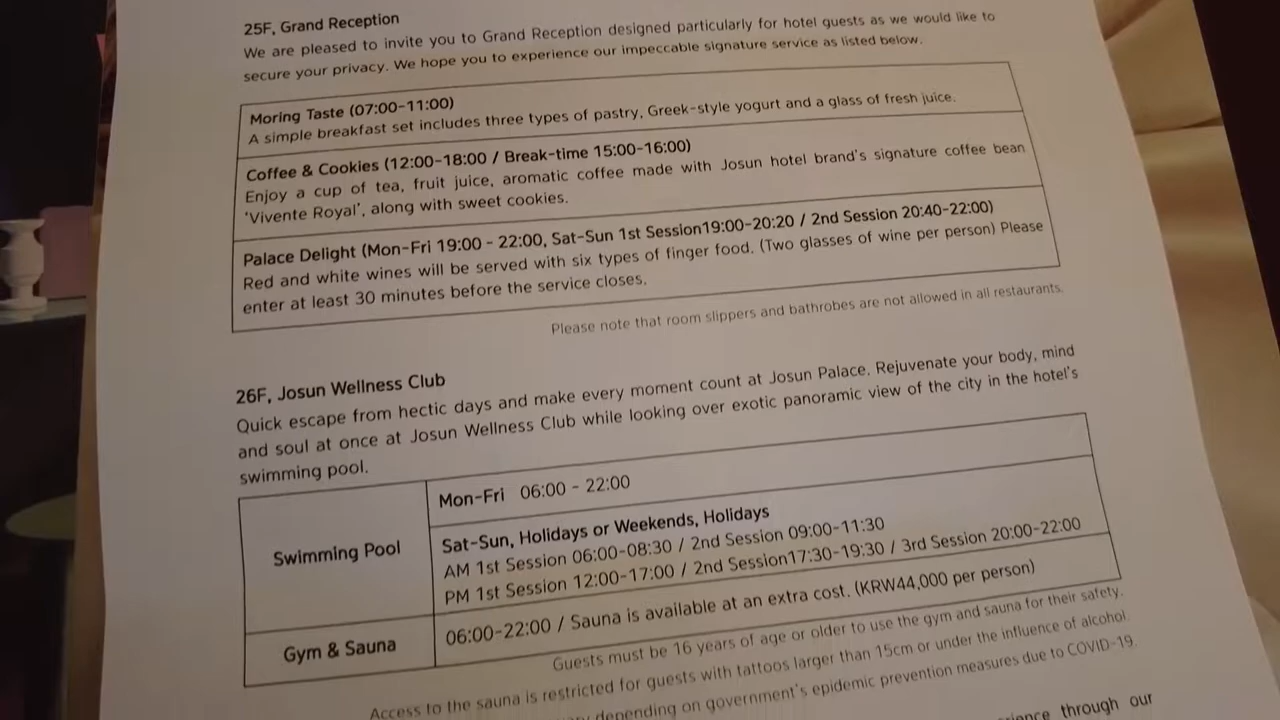 25F, Grand Reception
We are pleased to invite you to Grand Reception designed particularly for hotel guests as we would like to
secure your privacy. We hope you to experience our impeccable signature service as listed below.
Moring Taste (07:00-11:00)
A simple breakfast set includes three types of pastry, Greek-style yogurt and a glass of fresh juice.
Coffee & Cookies (12:00-18:00 / Break-time 15:00-16:00)
Enjoy a cup of tea, fruit juice, aromatic coffee made with Josun hotel brand's signature coffee bean
'Vivente Royal', along with sweet cookies.
Palace Delight (Mon-Fri 19:00 - 22:00, Sat-Sun 1st Session19:00-20:20 / 2nd Session 20:40-22:00)
Red and white wines will be served with six types of finger food. (Two glasses of wine per person) Please
enter at least 30 minutes before the service closes.
Please note that room slippers and bathrobes are not allowed in all restaurants.
26F, Josun Wellness Club
Quick escape from hectic days and make every moment count at Josun Palace. Rejuvenate your body, mind
and soul at once at Josun Wellness Club while looking over exotic panoramic view of the city in the hotel's
swimming pool.
Swimming Pool
Mon-Fri 06:00 - 22:00
Sat-Sun, Holidays or Weekends, Holidays
AM 1st Session 06:00-08:30 / 2nd Session 09:00-11:30
PM 1st Session 12:00-17:00 / 2nd Session17:30-19:30 / 3rd Session 20:00-22:00
Gym & Sauna
06:00-22:00 / Sauna is available at an extra cost. (KRW44,000 per person)
Guests must be 16 years of age or older to use the gym and sauna for their safety.
Access to the sauna is restricted for guests with tattoos larger than 15cm or under the influence of alcohol.
depending on government's epidemic prevention measures due to COVID-19.
through our